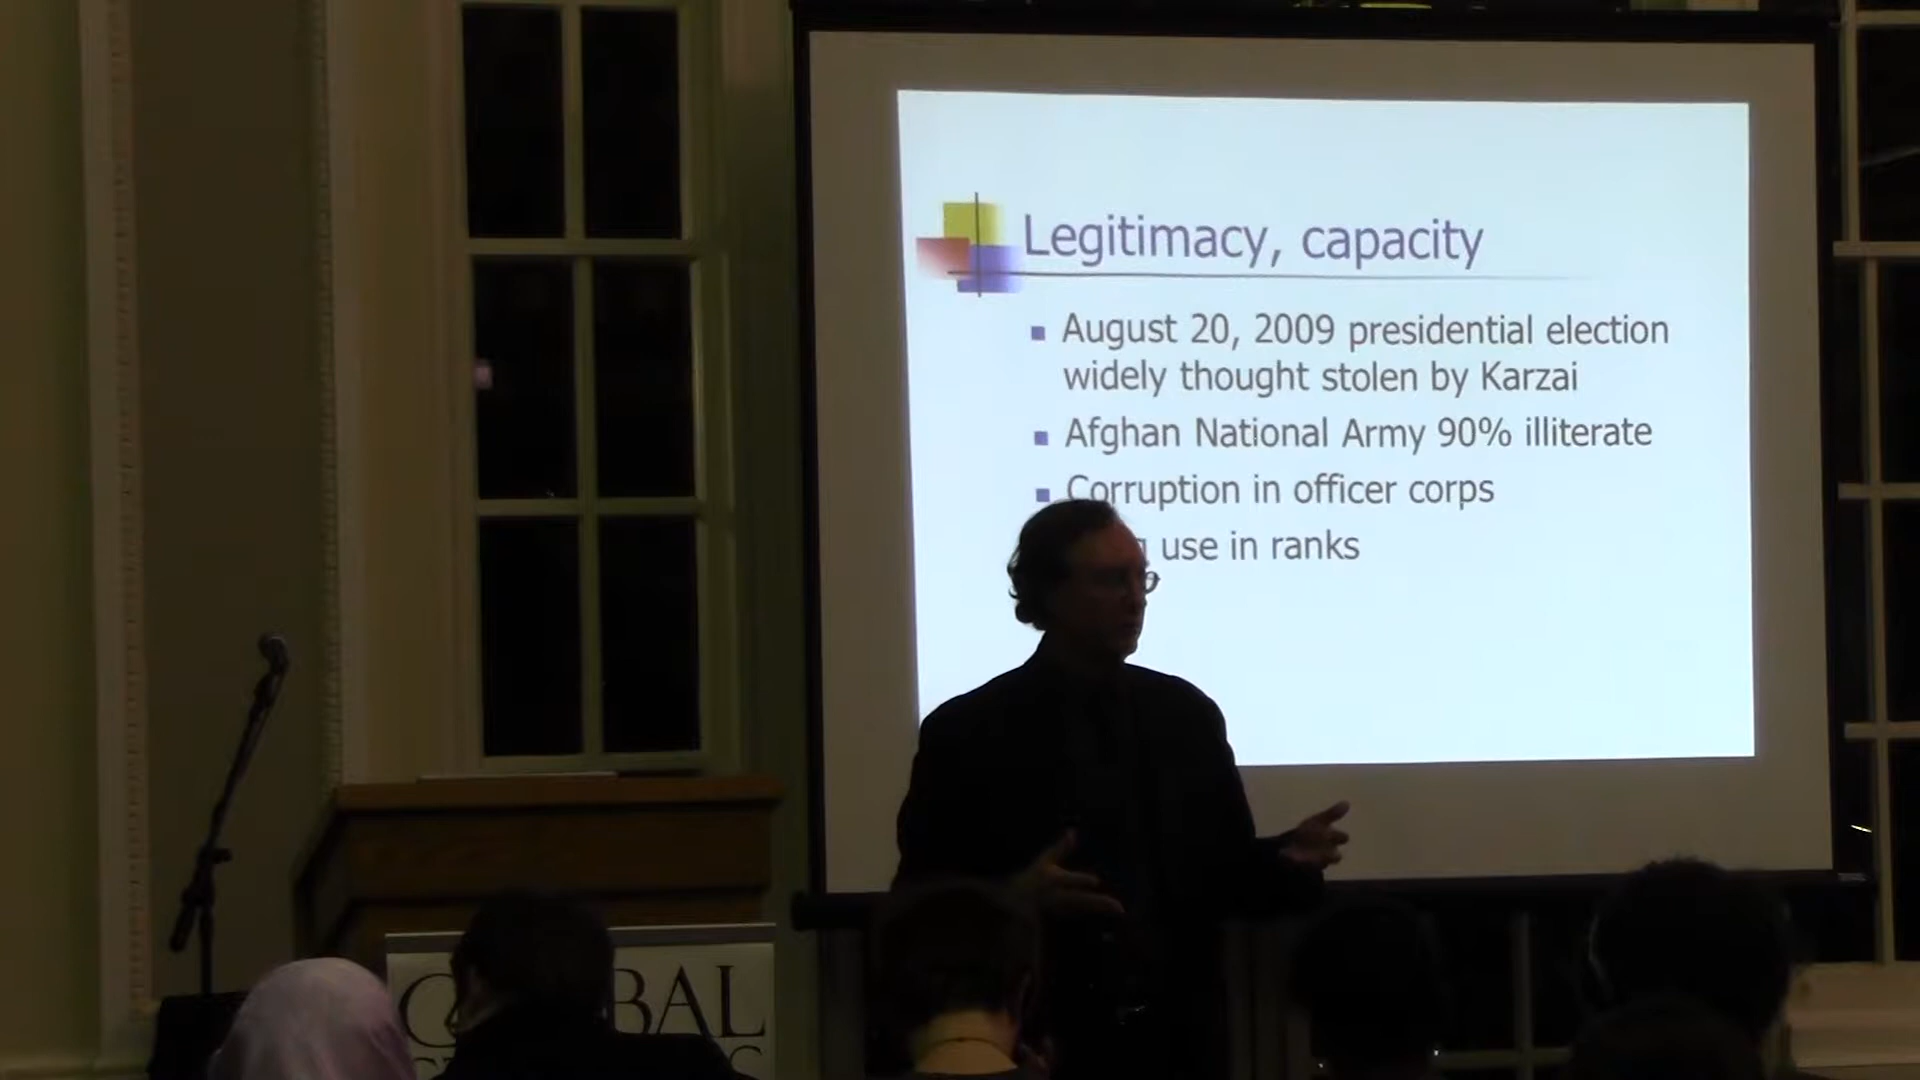 Legitimacy, capacity
August 20, 2009 presidential election
widely thought stolen by Karzai
Afghan National Army 90% illiterate
Corruption in officer corps
use in ranks